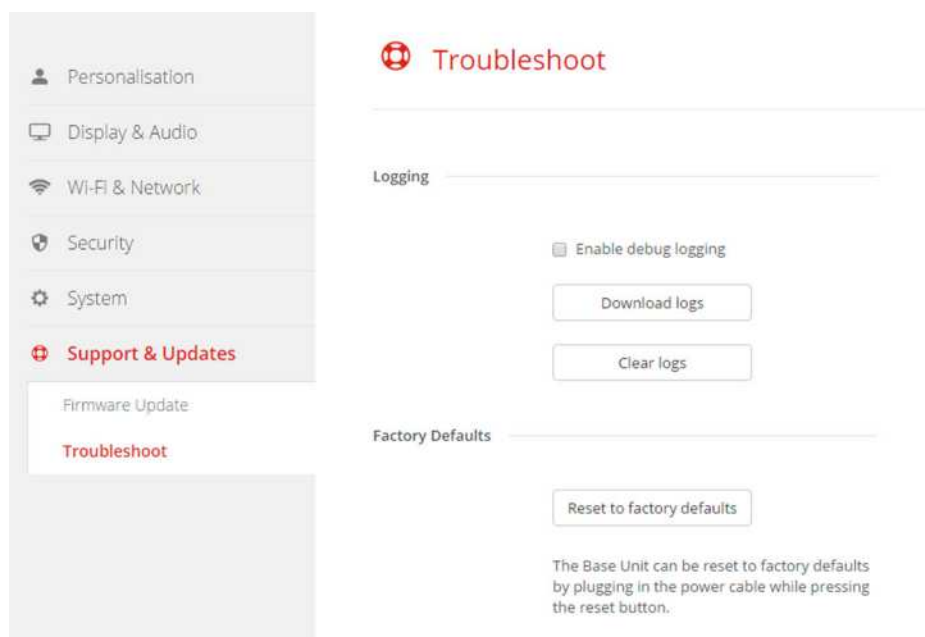 Personalisation
Display & Audio
Wi-Fi & Network
Security
System
Support & Updates
Firmware Update
Troubleshoot
Troubleshoot
Logging
Enable debug logging
Download logs
Clear logs
Factory Defaults
Reset to factory defaults
The Base Unit can be reset to factory defaults
by plugging in the power cable while pressing
the reset button.